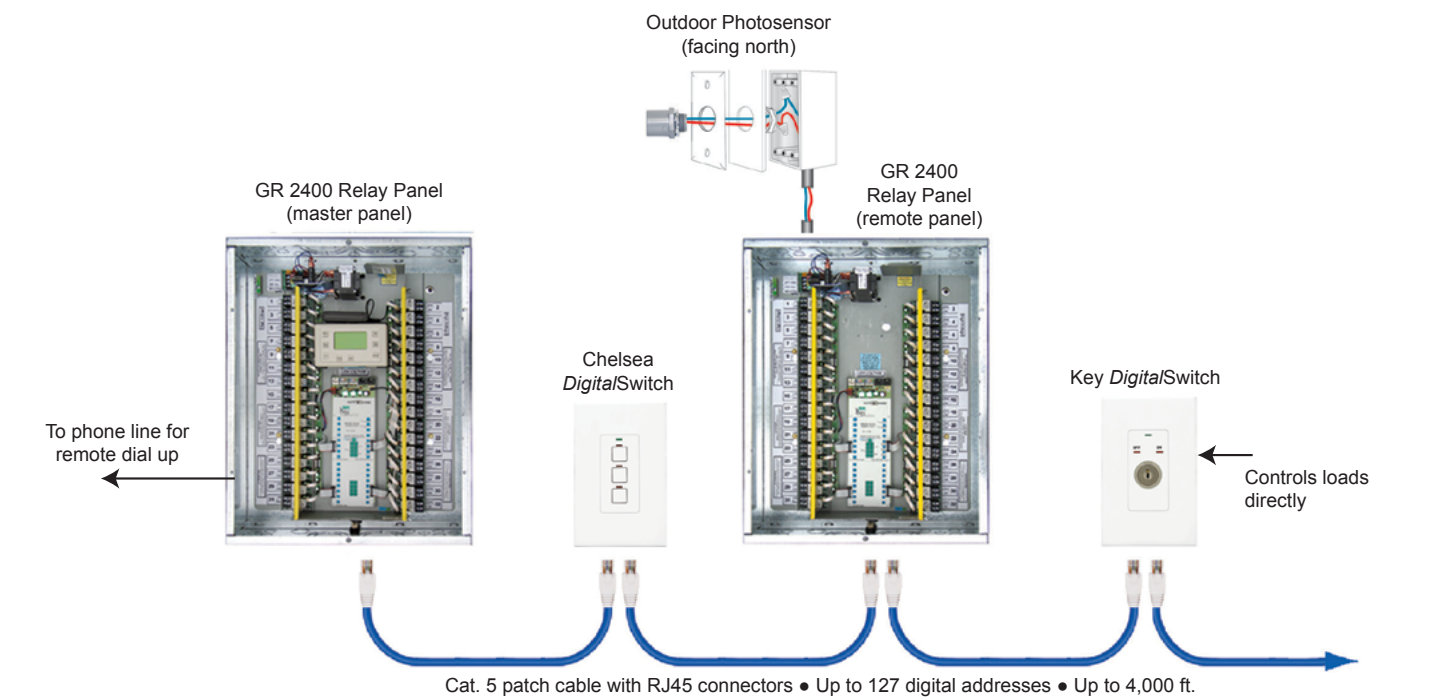 Outdoor Photosensor
(facing north)
GR 2400 Relay Panel
(master panel)
GR 2400
Relay Panel
(remote panel)
Chelsea
DigitalSwitch
Key DigitalSwitch
To phone line for
remote dial up
OFF ON
Controls loads
directly
Cat. 5 patch cable with RJ45 connectors ● Up to 127 digital addresses ● Up to 4,000 ft.